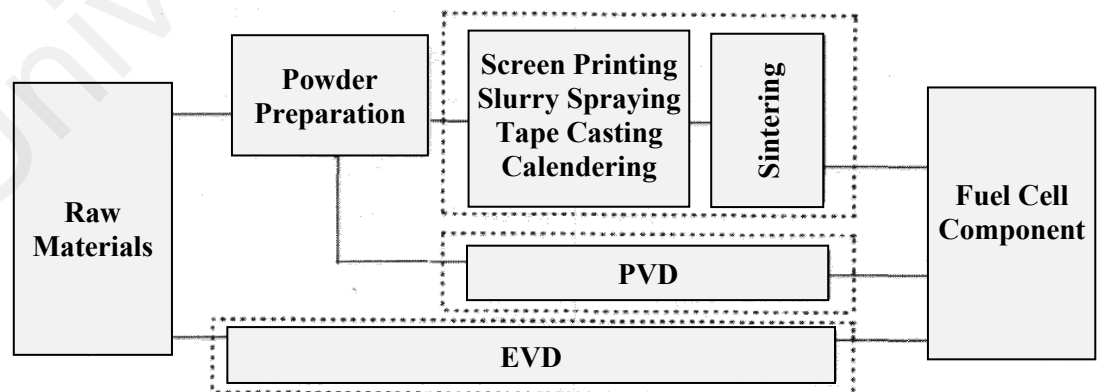 Raw
Materials
Powder
Preparation
Screen Printing
Slurry Spraying
Tape Casting
Calendering
Sintering
PVD
EVD
Fuel Cell
Component